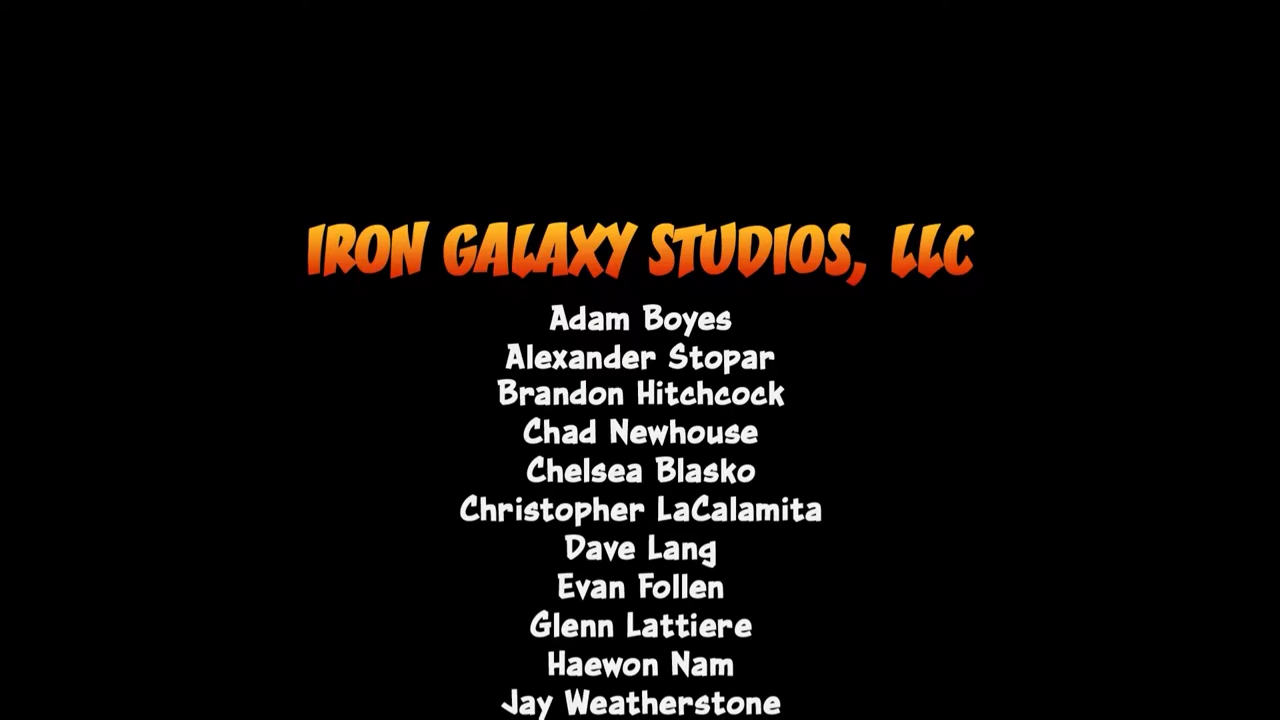 IRON GALAXY STUDIOS, LLC
Adam Boyes
Alexander Stopar
Brandon Hitchcock
Chad Newhouse
Chelsea Blasko
Christopher LaCalamita
Dave Lang
Evan Follen
Glenn Lattiere
Haewon Nam
Jay Weatherstone